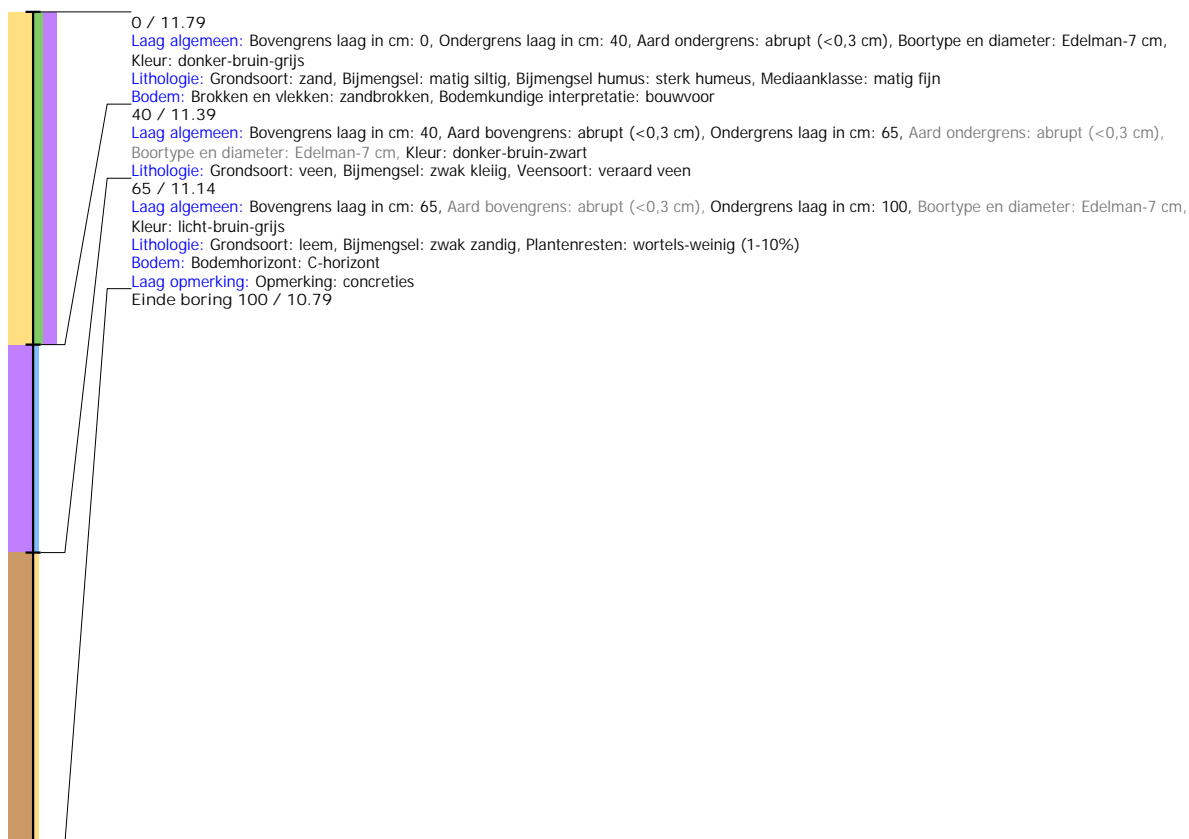 0 / 11.79
Laag algemeen: Bovengrens laag in cm: 0, Ondergrens laag in cm: 40, Aard ondergrens: abrupt (<0,3 cm), Boortype en diameter: Edelman-7 cm,
Kleur: donker-bruin-grijs
Lithologie: Grondsoort: zand, Bijmengsel: matig siltig, Bijmengsel humus: sterk humeus, Mediaanklasse: matig fijn
Bodem: Brokken en vlekken: zandbrokken, Bodemkundige interpretatie: bouwvoor
40 / 11.39
Laag algemeen: Bovengrens laag in cm: 40, Aard bovengrens: abrupt (<0,3 cm), Ondergrens laag in cm: 65, Aard ondergrens: abrupt (<0,3 cm),
Boortype en diameter: Edelman-7 cm, Kleur: donker-bruin-zwart
Lithologie: Grondsoort: veen, Bijmengsel: zwak kleiig, Veensoort: veraard veen
65 / 11.14
Laag algemeen: Bovengrens laag in cm: 65, Aard bovengrens: abrupt (<0,3 cm), Ondergrens laag in cm: 100, Boortype en diameter: Edelman-7 cm,
Kleur: licht-bruin-grijs
Lithologie: Grondsoort: leem, Bijmengsel: zwak zandig, Plantenresten: wortels-weinig (1-10%)
Bodem: Bodemhorizont: C-horizont
Laag opmerking: Opmerking: concreties
Einde boring 100 / 10.79